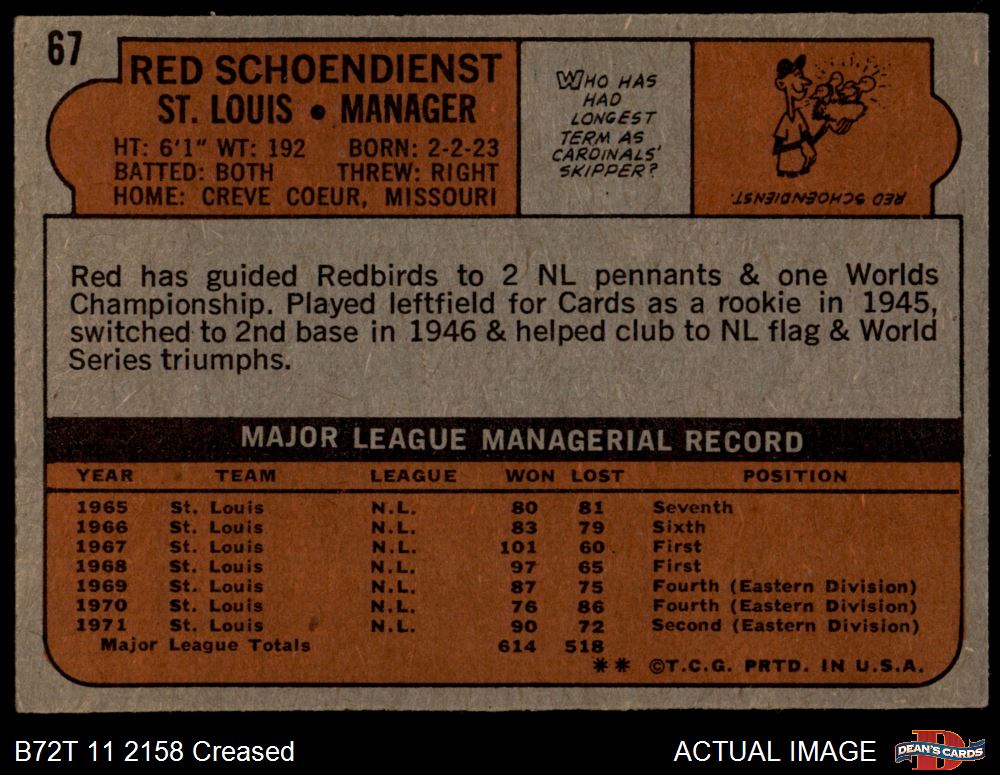 67
RED SCHOENDIENST
ST. LOUIS • MANAGER
HT: 6'1" WT: 192 BORN: 2-2-23
BATTED: BOTH THREW: RIGHT
HOME: CREVE COEUR, MISSOURI
WHO HAS
HAD
LONGEST
TERM AS
CARDINALS'
SKIPPER?
RED SCHOENDIENST.
Red has guided Redbirds to 2 NL pennants & one Worlds
Championship. Played leftfield for Cards as a rookie in 1945,
switched to 2nd base in 1946 & helped club to NL flag & World
Series triumphs.
MAJOR LEAGUE MANAGERIAL RECORD
YEAR TEAM LEAGUE WON LOST POSITION
1965 St. Louis N.L. 80 81 Seventh
1966 St. Louis N.L. 83 79 Sixth
1967 St. Louis N.L. 101 60 First
1968 St. Louis N.L. 97 65 First
1969 St. Louis N.L. 87 75 Fourth (Eastern Division)
1970 St. Louis N.L. 76 86 Fourth (Eastern Division)
1971 St. Louis N.L. 90 72 Second (Eastern Division)
Major League Totals 614 518
** ©T.C.G. PRTD. IN U.S.A.
B72T 11 2158 Creased ACTUAL IMAGE
DEAN'S CARDS